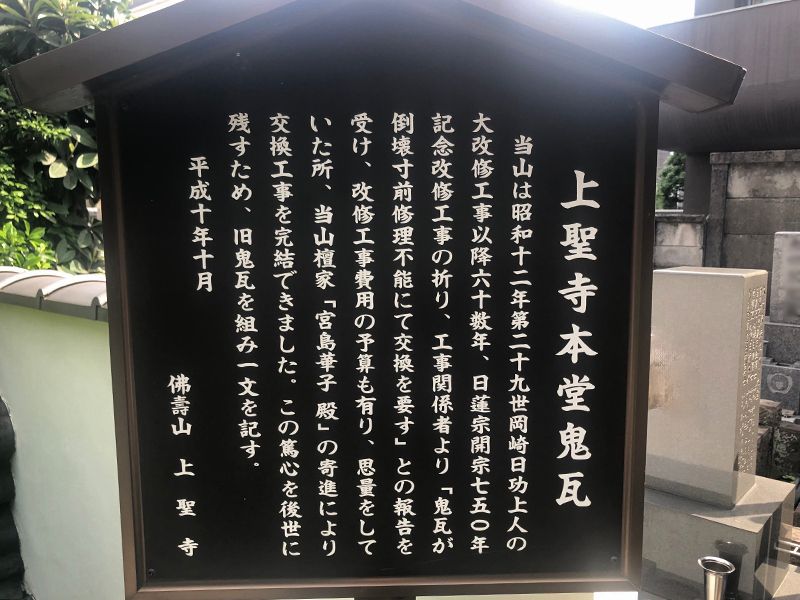 上聖寺本堂鬼瓦
当山は昭和十二年第二十九世岡崎日功上人の
大改修工事以降六十数年、日蓮宗開宗七五〇年
記念改修工事の折り、工事関係者より「鬼瓦が
倒壊寸前修理不能にて交換を要す」との報告を
受け、改修工事費用の予算も有り、思量をして
いた所、当山檀家「宮島華子 殿」の寄進により
交換工事を完結できました。この篤心を後世に
残すため、旧鬼瓦を組み一文を記す。
平成十年十月
佛壽山 上聖寺